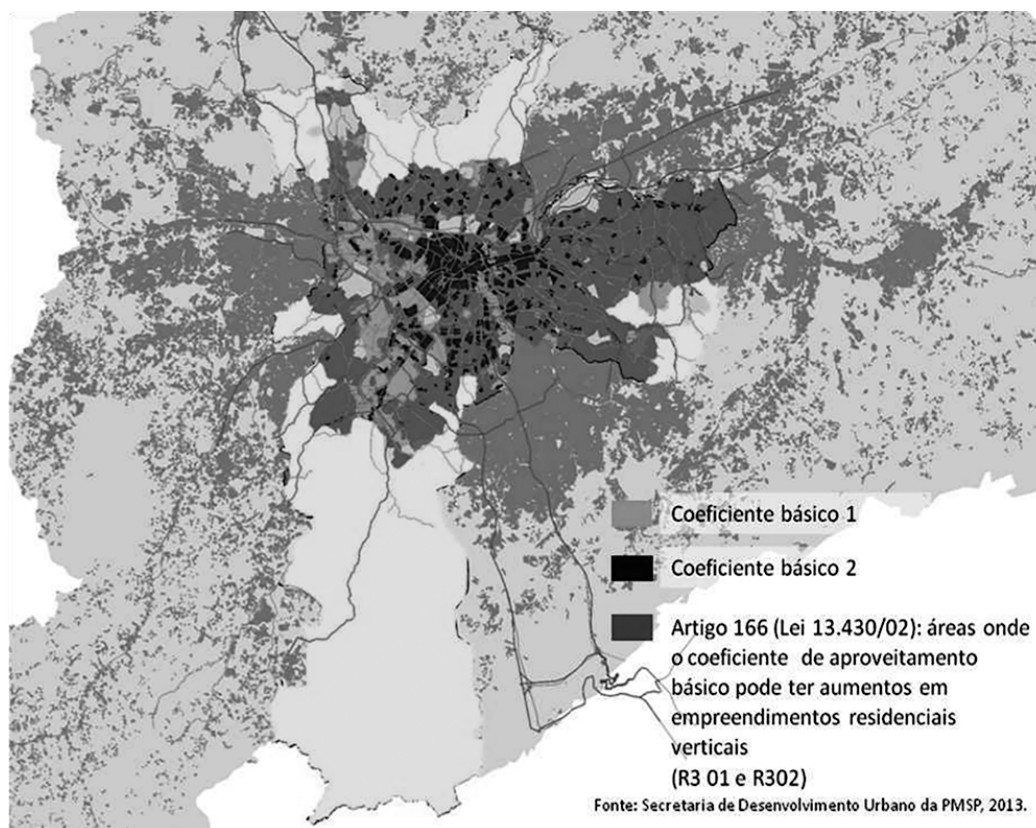 Coeficiente básico 1
Coeficiente básico 2
Artigo 166 (Lei 13.430/02): áreas onde
o coeficiente de aproveitamento
básico pode ter aumentos em
empreendimentos residenciais
verticais
(R3 01 e R302)
Fonte: Secretaria de Desenvolvimento Urbano da PMSP, 2013.